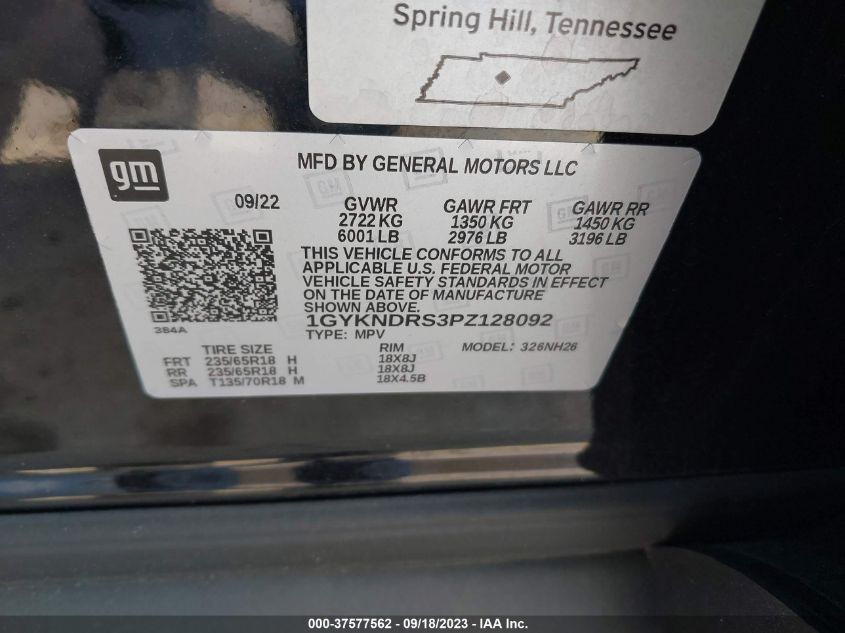 Spring Hill, Tennessee
gm
MFD BY GENERAL MOTORS LLC
09/22 GVWR GAWR FRT GAWR RR
2722 KG 1350 KG 1450 KG
6001 LB 2976 LB 3196 LB
THIS VEHICLE CONFORMS TO ALL
APPLICABLE U.S. FEDERAL MOTOR
VEHICLE SAFETY STANDARDS IN EFFECT
ON THE DATE OF MANUFACTURE
SHOWN ABOVE.
384A
1GYKNDRS3PZ128092
TYPE: MPV
TIRE SIZE RIM MODEL: 326NH26
FRT 235/65R18 H 18X8J
RR 235/65R18 H 18X8J
SPA T135/70R18 M 18X4.5B
000-37577562 - 09/18/2023 - IAA Inc.